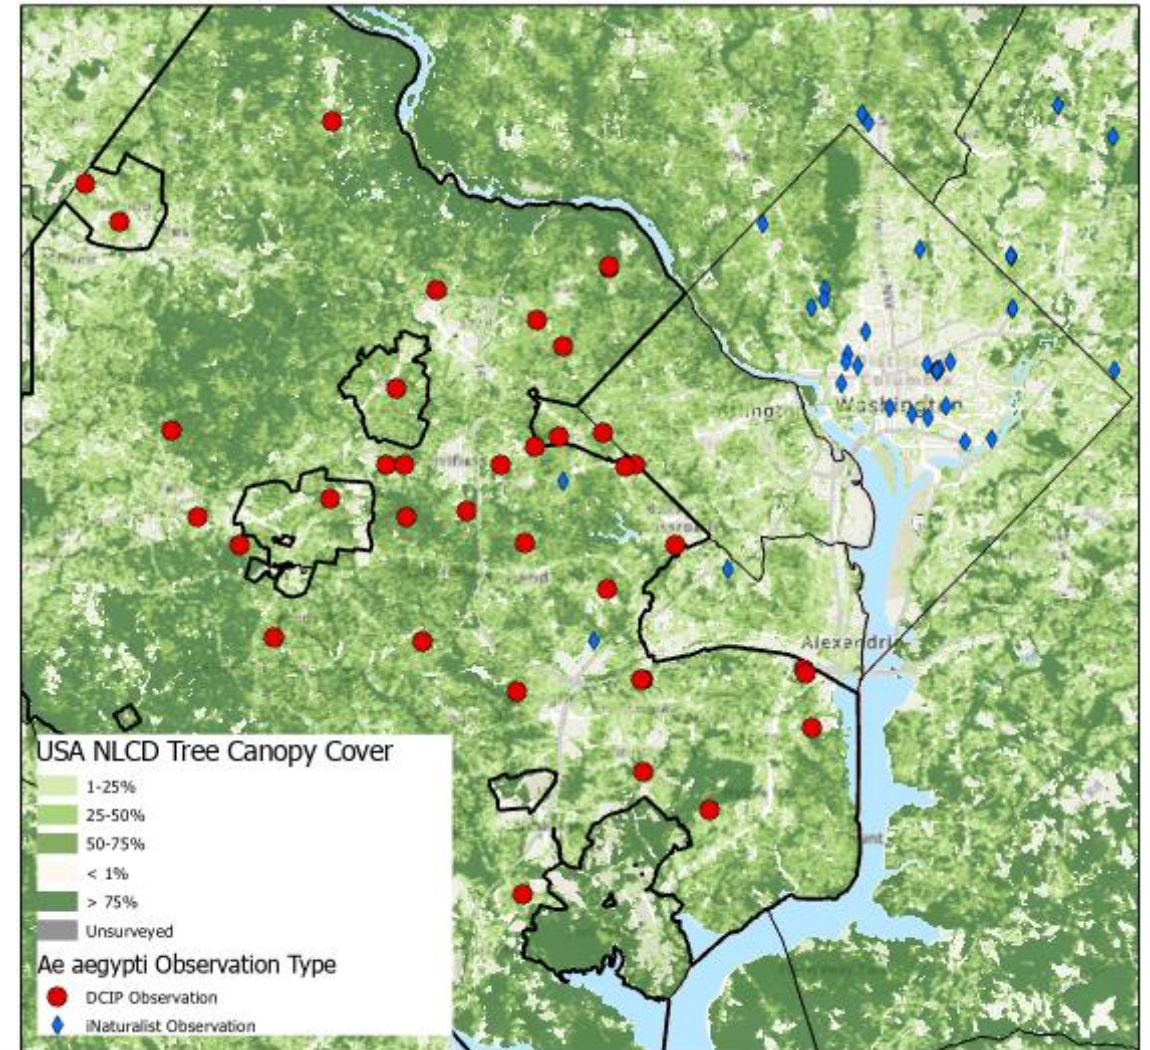 Washington
Alexandri
USA NLCD Tree Canopy Cover
1-25%
25-50%
50-75%
< 1%
> 75%
Unsurveyed
Ae aegypti Observation Type
DCIP Observation
iNaturalist Observation